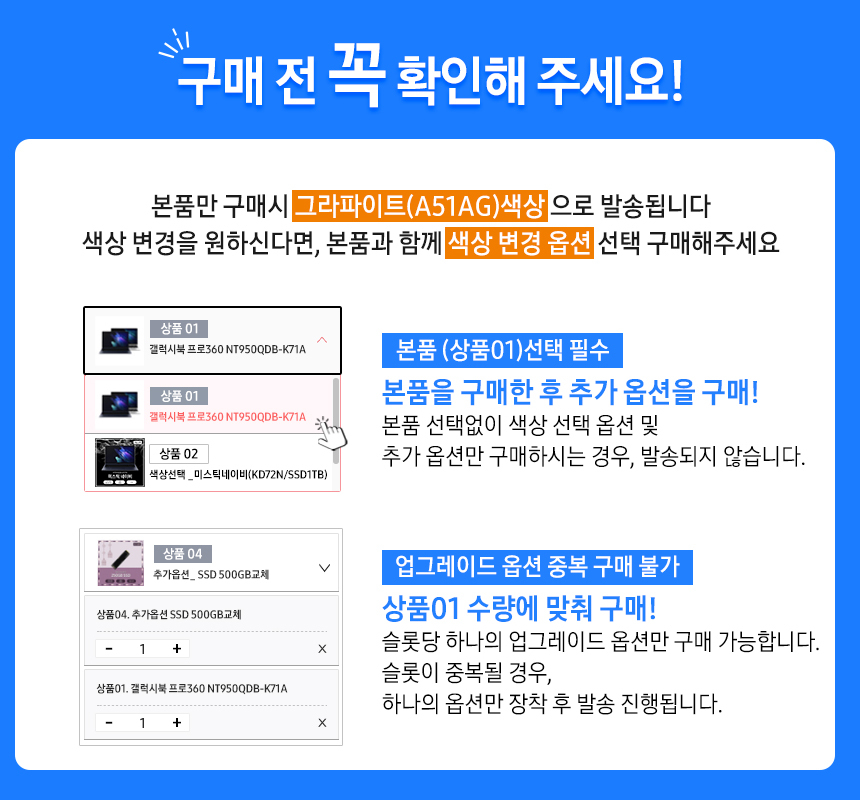 구매 전 꼭 확인해 주세요!
본품만 구매시 그라파이트(A51AG)색상으로 발송됩니다
색상 변경을 원하신다면, 본품과 함께 색상 변경 옵션 선택 구매해주세요
상품 01
갤럭시북 프로360 NT950QDB-K71A
상품 01
갤럭시북 프로360 NT950QDB-K71A
미스틱 네이비
상품 02
색상선택 _미스틱네이비(KD72N/SSD1TB)
본품 (상품01)선택 필수
본품을 구매한 후 추가 옵션을 구매!
본품 선택없이 색상 선택 옵션 및
추가 옵션만 구매하시는 경우, 발송되지 않습니다.
상품 04
추가옵션_ SSD 500GB교체
상품04. 추가옵션 SSD 500GB교체
- 1 + X
상품01. 갤럭시북 프로360 NT950QDB-K71A
- 1 + X
업그레이드 옵션 중복 구매 불가
상품01 수량에 맞춰 구매!
슬롯당 하나의 업그레이드 옵션만 구매 가능합니다.
슬롯이 중복될 경우,
하나의 옵션만 장착 후 발송 진행됩니다.